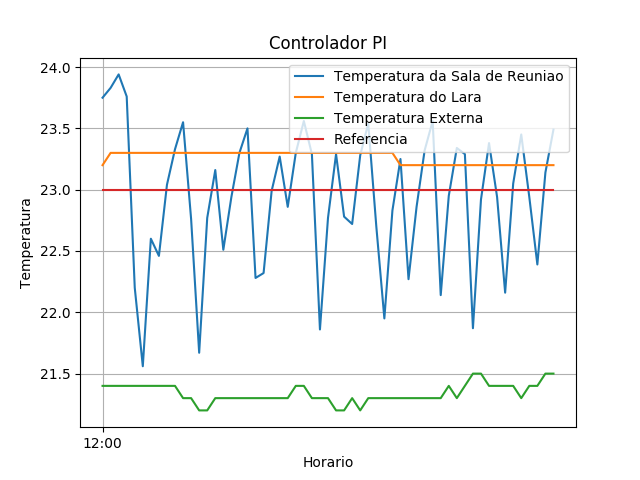 Controlador PI
24.0
23.5
23.0
22.5
22.0
21.5
Temperatura
Temperatura da Sala de Reuniao
Temperatura do Lara
Temperatura Externa
Referencia
12:00
Horario